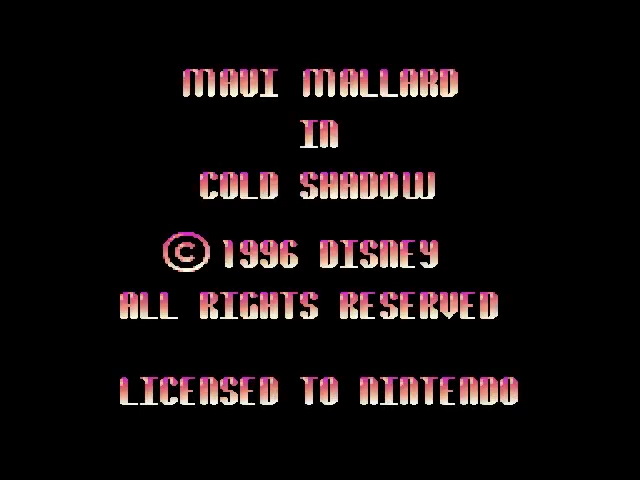 MAUI MALLARD
IN
COLD SHADOW
© 1996 DISNEY
ALL RIGHTS RESERVED
LICENSED TO NINTENDO